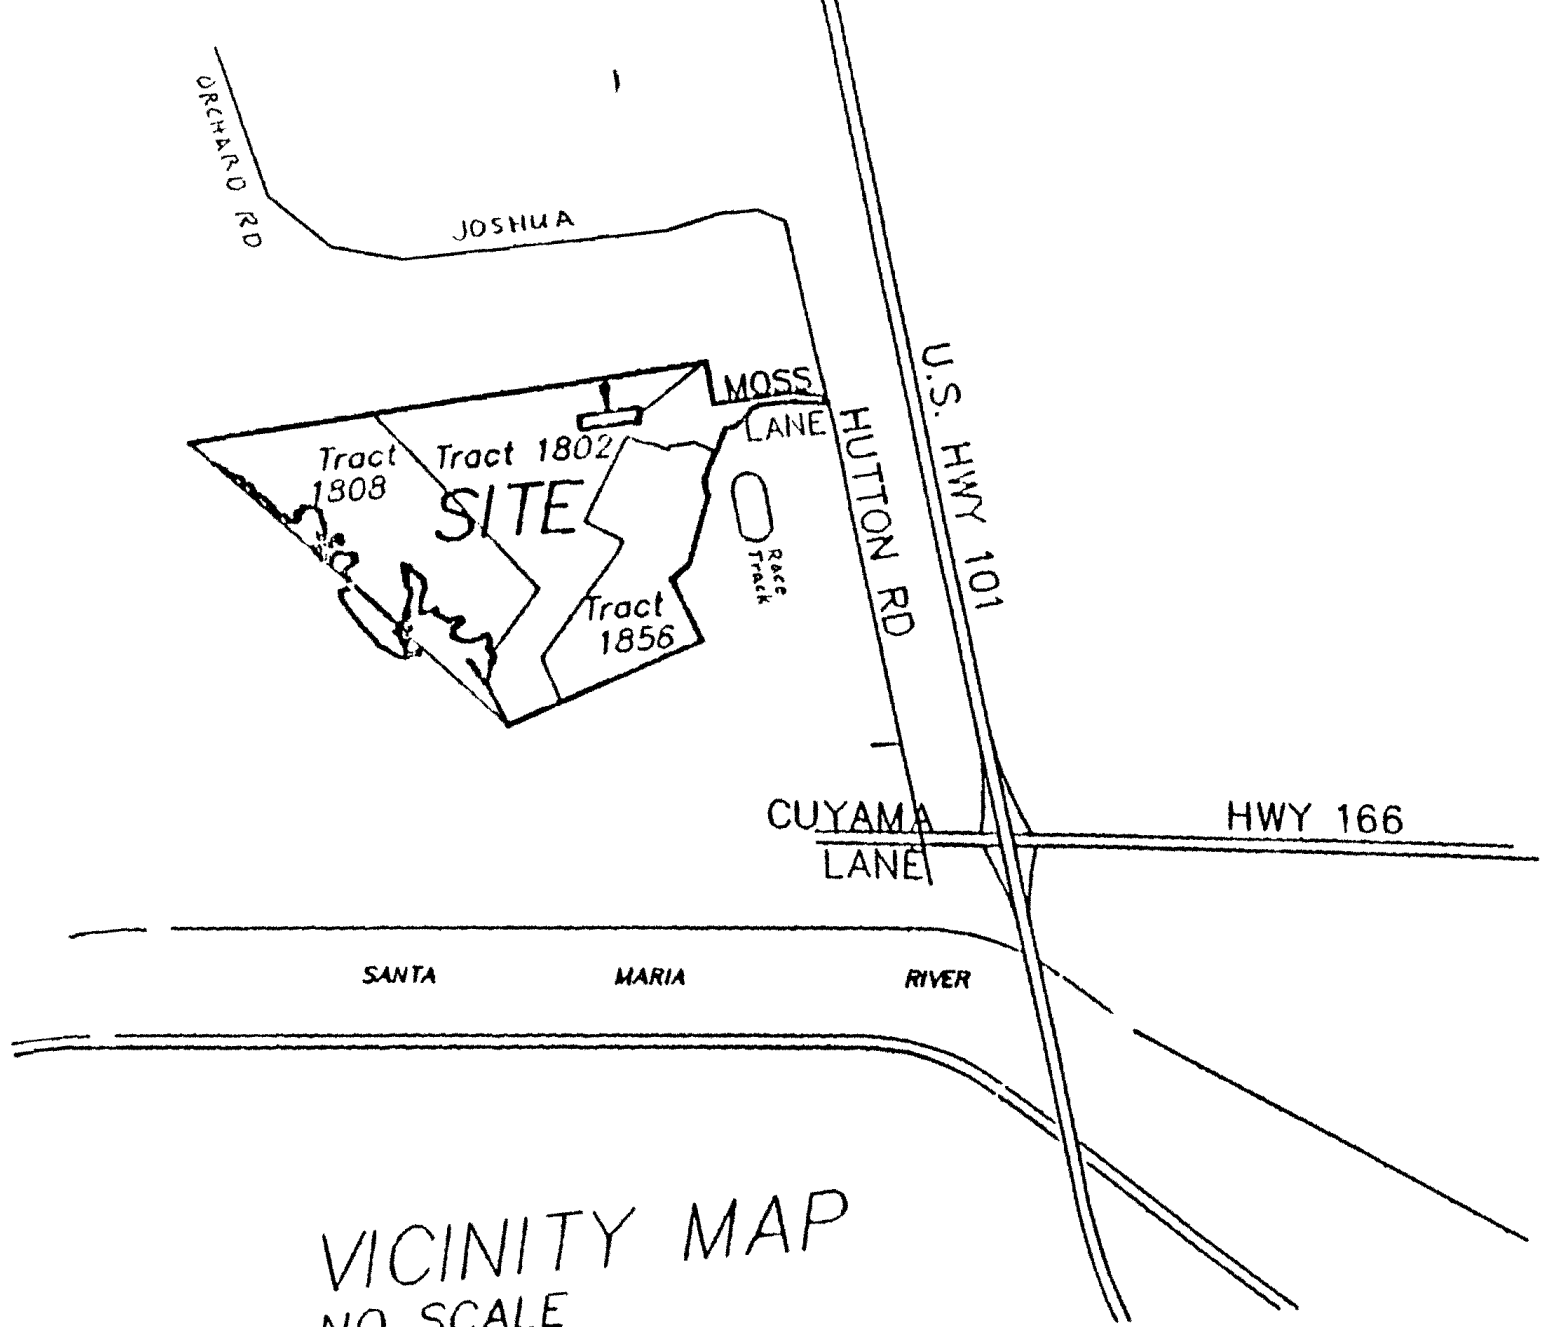 ORCHARD RD
JOSHUA
U.S. HWY 101
MOSS
LANE
HUTTON RD
Tract
1808
Tract 1802
SITE
Race
Track
Tract
1856
CUYAMA
LANE
HWY 166
SANTA MARIA RIVER
VICINITY MAP
NO SCALE